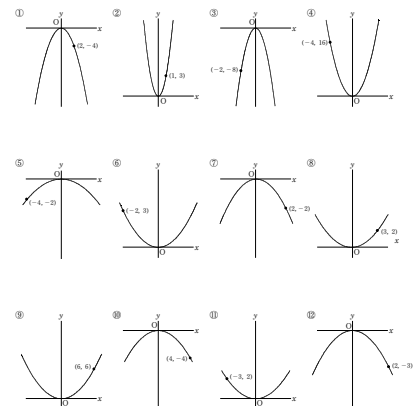 ① y O x (2, −4)
② y (1, 3) O x
③ y O x (−2, −8)
④ y (−4, 16) O x
⑤ y O x (−4, −2)
⑥ y (−2, 3) O x
⑦ y O x (2, −2)
⑧ y (3, 2) O x
⑨ y (6, 6) O x
⑩ y O x (4, −4)
⑪ y (−3, 2) O x
⑫ y O x (2, −3)